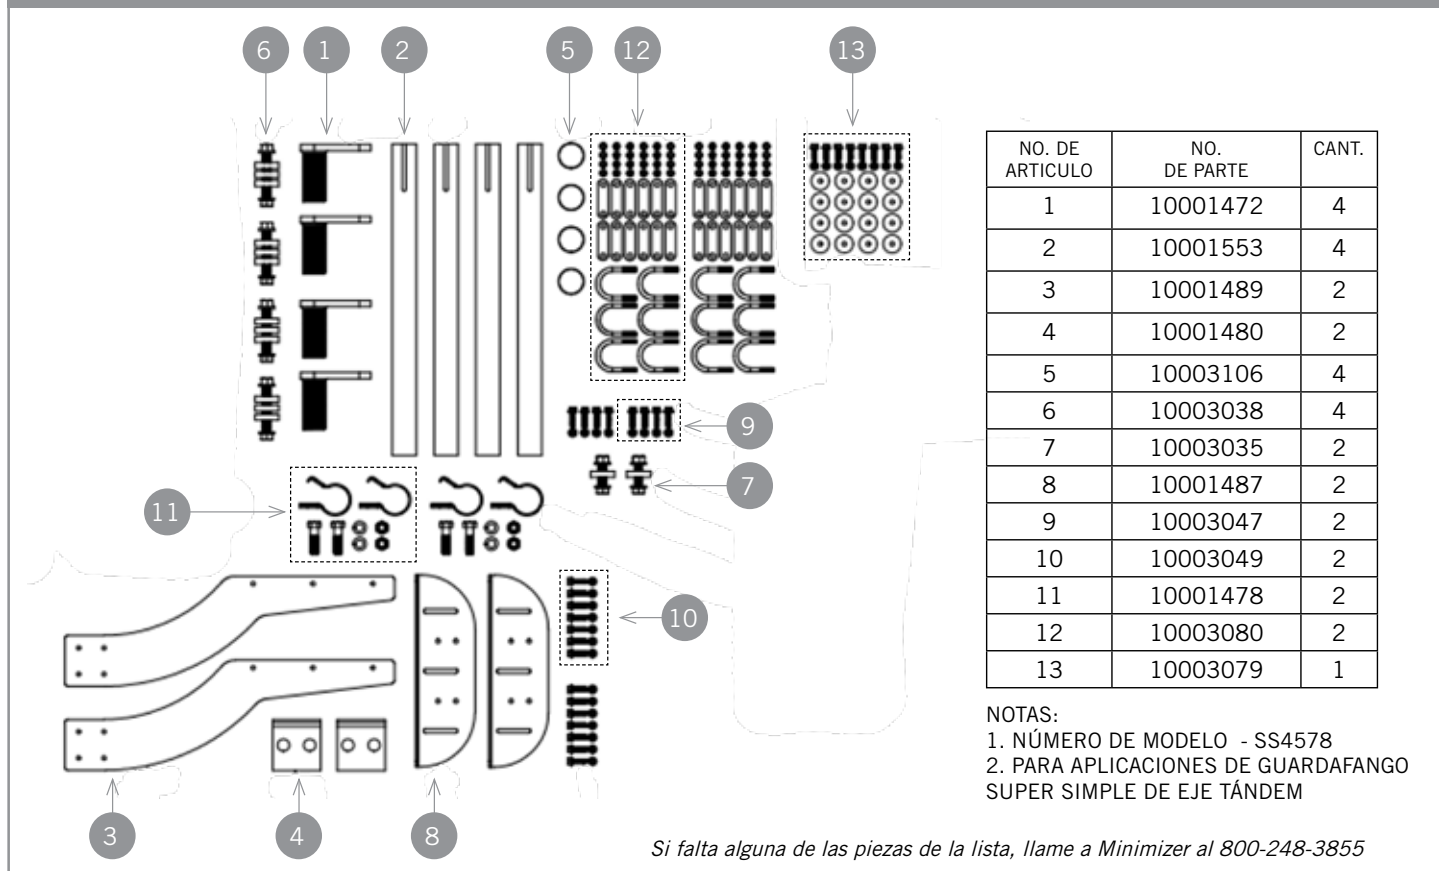 6 1 2 5 12 13
9
7
11
10
3 4 8
NO. DE ARTICULO NO. DE PARTE CANT.
1 10001472 4
2 10001553 4
3 10001489 2
4 10001480 2
5 10003106 4
6 10003038 4
7 10003035 2
8 10001487 2
9 10003047 2
10 10003049 2
11 10001478 2
12 10003080 2
13 10003079 1
NOTAS:
1. NÚMERO DE MODELO - SS4578
2. PARA APLICACIONES DE GUARDAFANGO
SUPER SIMPLE DE EJE TÁNDEM
Si falta alguna de las piezas de la lista, llame a Minimizer al 800-248-3855